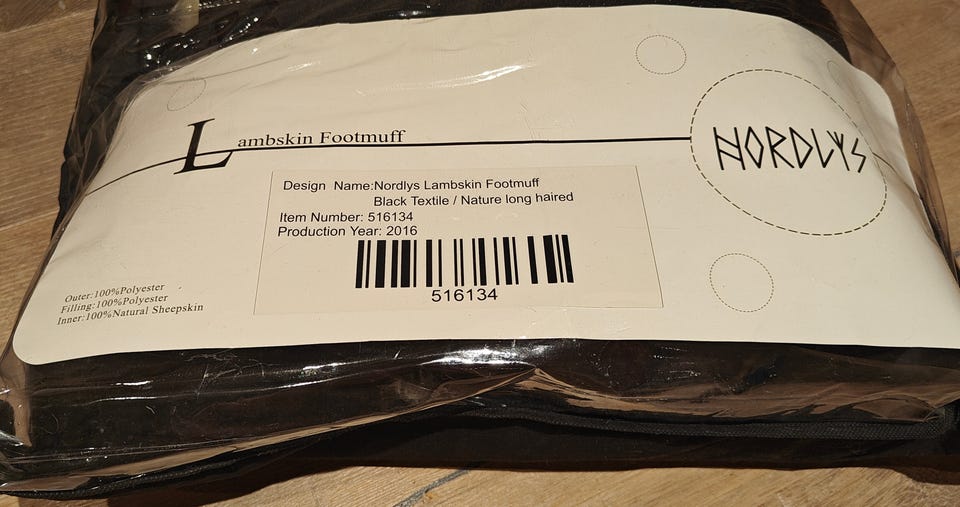 Lambskin Footmuff
NORDLYS
Design Name:Nordlys Lambskin Footmuff
Black Textile / Nature long haired
Item Number: 516134
Production Year: 2016
516134
Outer:100%Polyester
Filling:100%Polyester
Inner:100%Natural Sheepskin